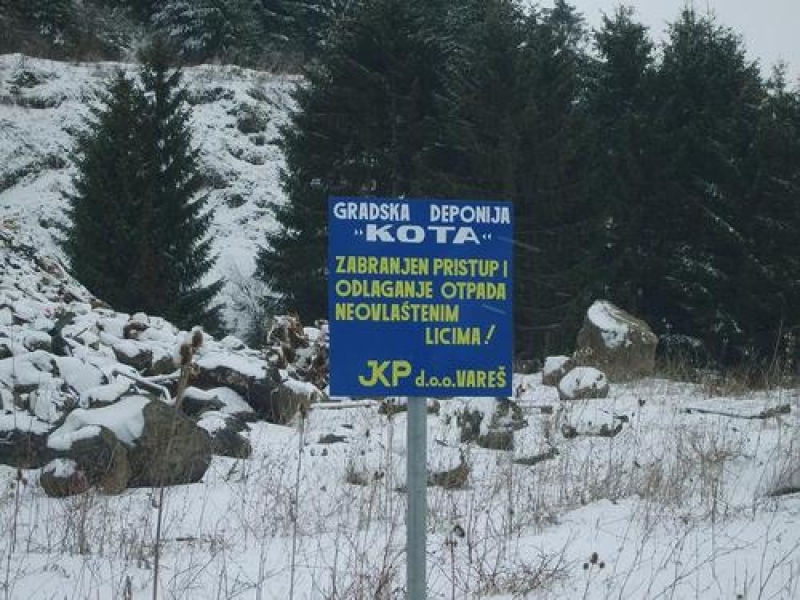 GRADSKA DEPONIJA
"KOTA"
ZABRANJEN PRISTUP I
ODLAGANJE OTPADA
NEOVLAŠTENIM
LICIMA!
JKP d.o.o. VAREŠ